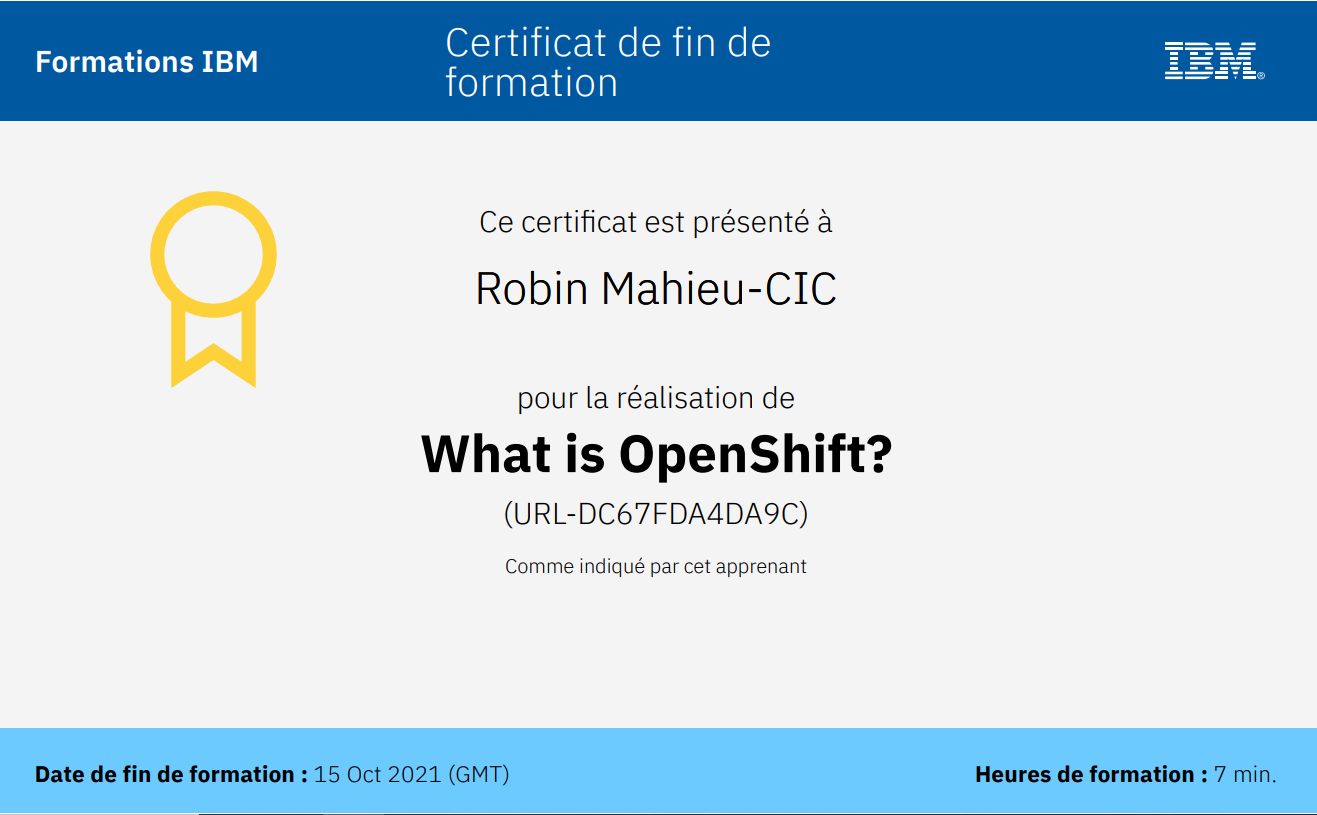 Formations IBM
Certificat de fin de
formation
IBM®
Ce certificat est présenté à
Robin Mahieu-CIC
pour la réalisation de
What is OpenShift?
(URL-DC67FDA4DA9C)
Comme indiqué par cet apprenant
Date de fin de formation : 15 Oct 2021 (GMT)
Heures de formation : 7 min.